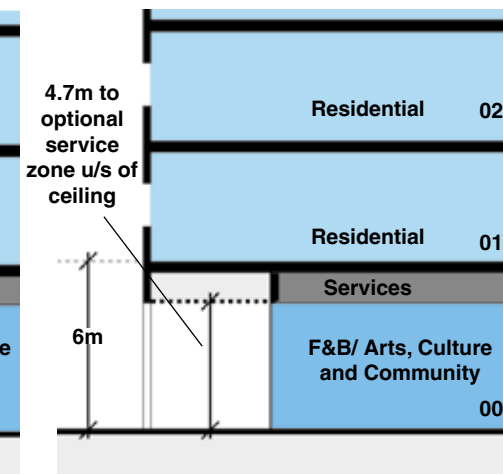 4.7m to
optional
service
zone u/s of
ceiling
Residential 02
Residential 01
Services
6m
F&B/ Arts, Culture
and Community
00
e